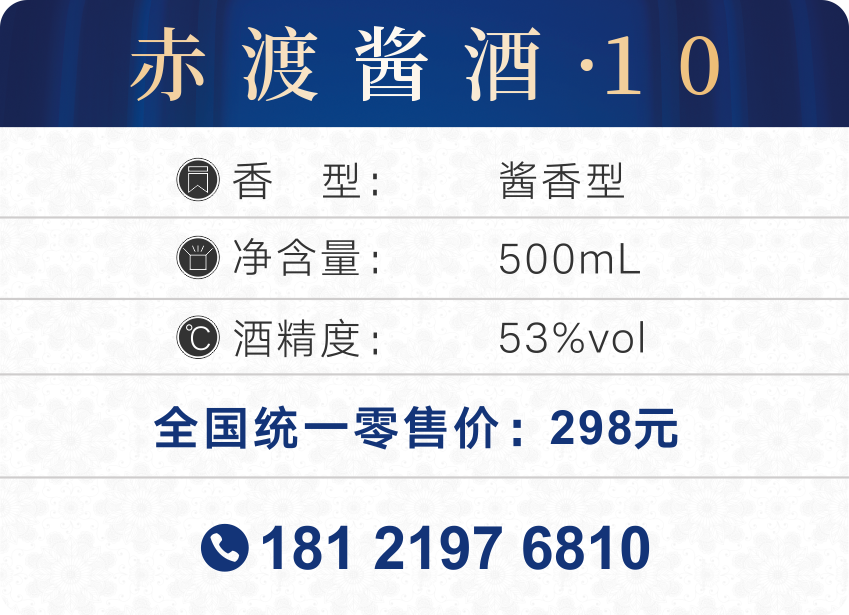 赤渡酱酒·10
香 型： 酱香型
净含量： 500mL
℃ 酒精度： 53%vol
全国统一零售价：298元
181 2197 6810